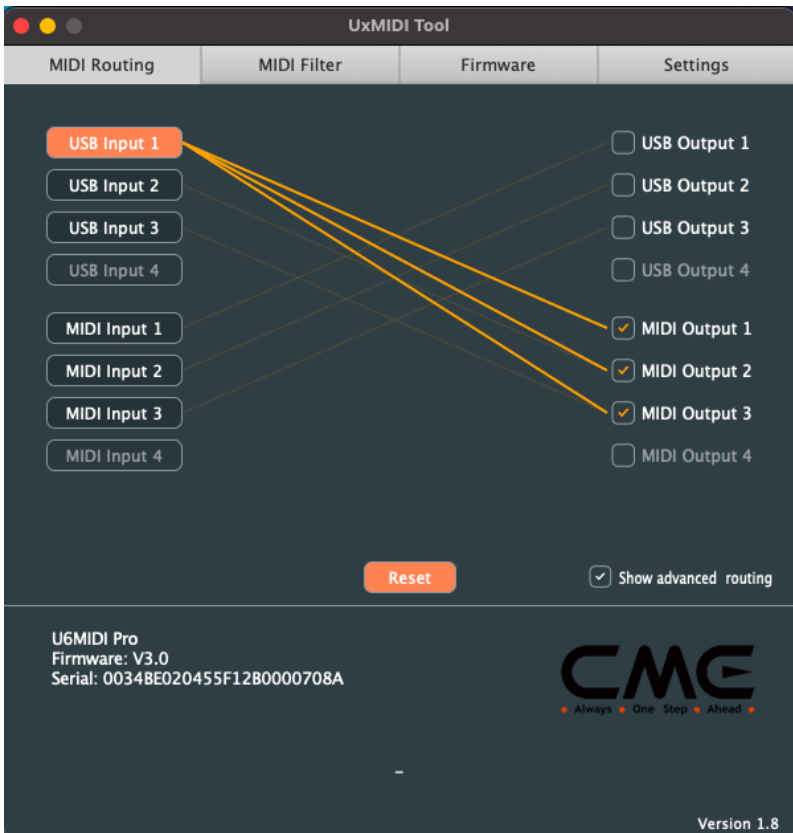 UxMIDI Tool
MIDI Routing MIDI Filter Firmware Settings
USB Input 1 USB Output 1
USB Input 2 USB Output 2
USB Input 3 USB Output 3
USB Input 4 USB Output 4
MIDI Input 1 MIDI Output 1
MIDI Input 2 MIDI Output 2
MIDI Input 3 MIDI Output 3
MIDI Input 4 MIDI Output 4
Reset Show advanced routing
U6MIDI Pro
Firmware: V3.0
Serial: 0034BE020455F12B0000708A
CME
• Always • One Step • Ahead •
-
Version 1.8